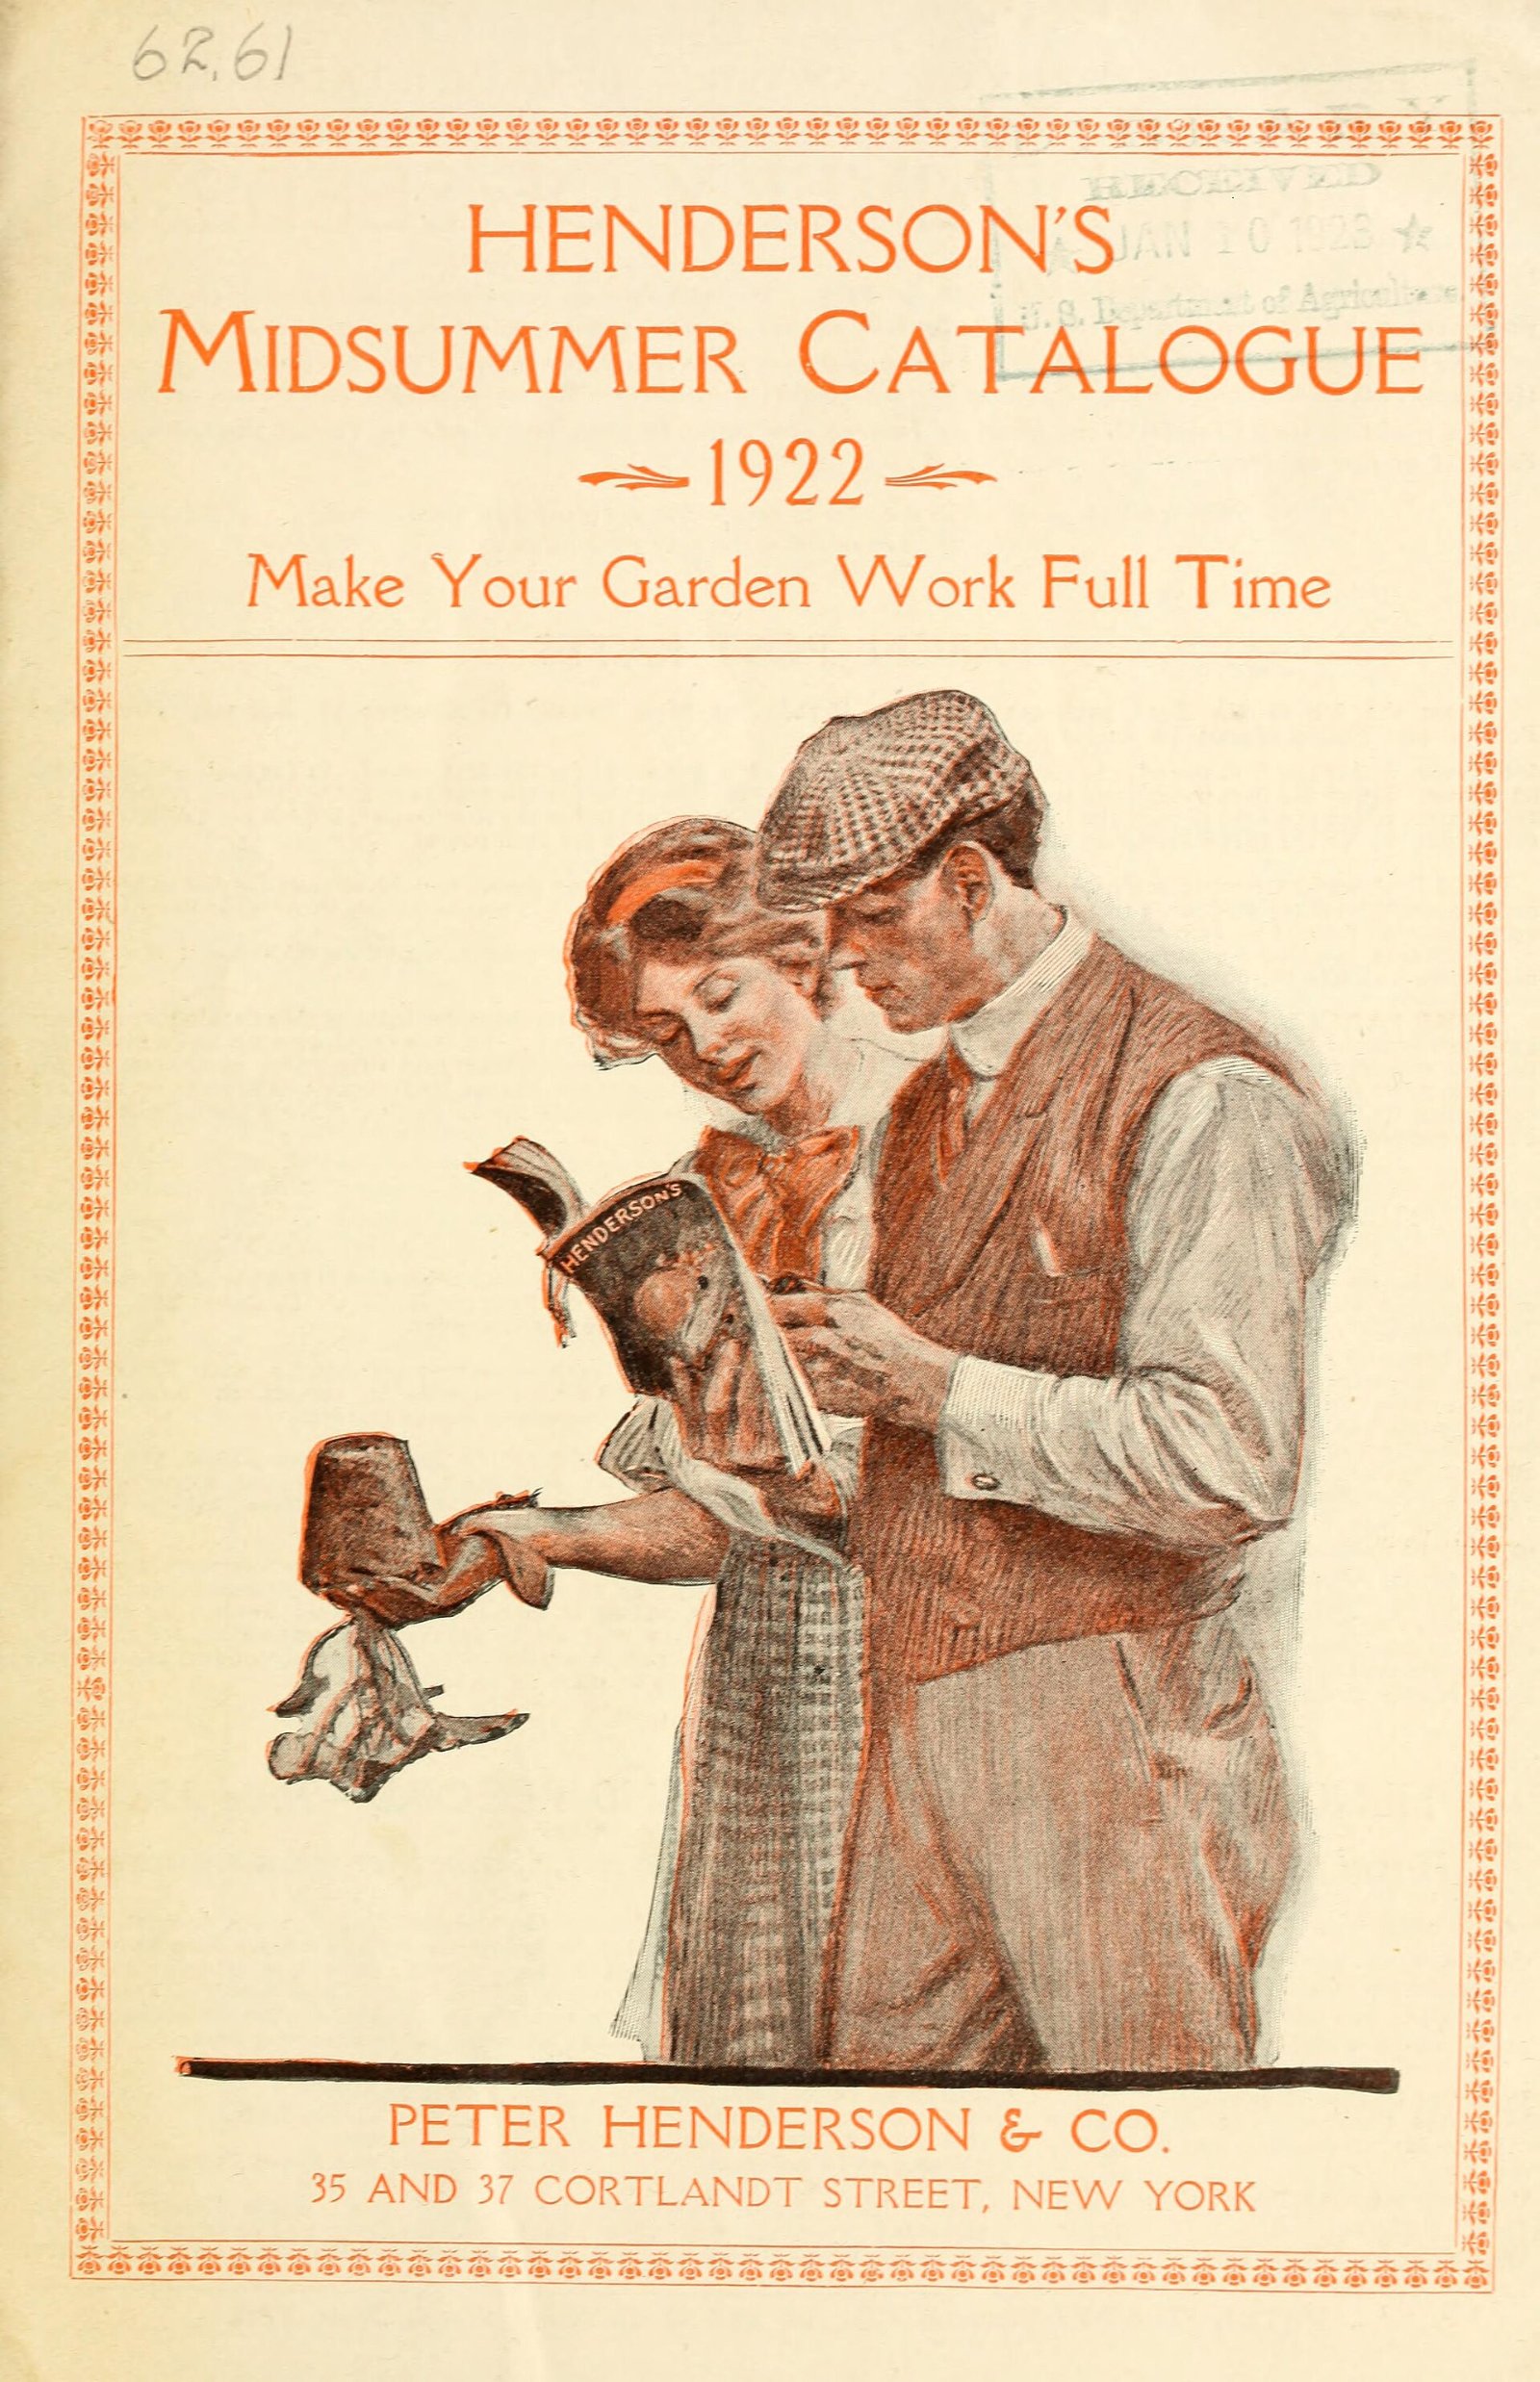 62.61
RECEIVED
★ JAN 10 1923 ★
U. S. Department of Agriculture
HENDERSON'S
MIDSUMMER CATALOGUE
1922
Make Your Garden Work Full Time
HENDERSON'S
PETER HENDERSON & CO.
35 AND 37 CORTLANDT STREET, NEW YORK